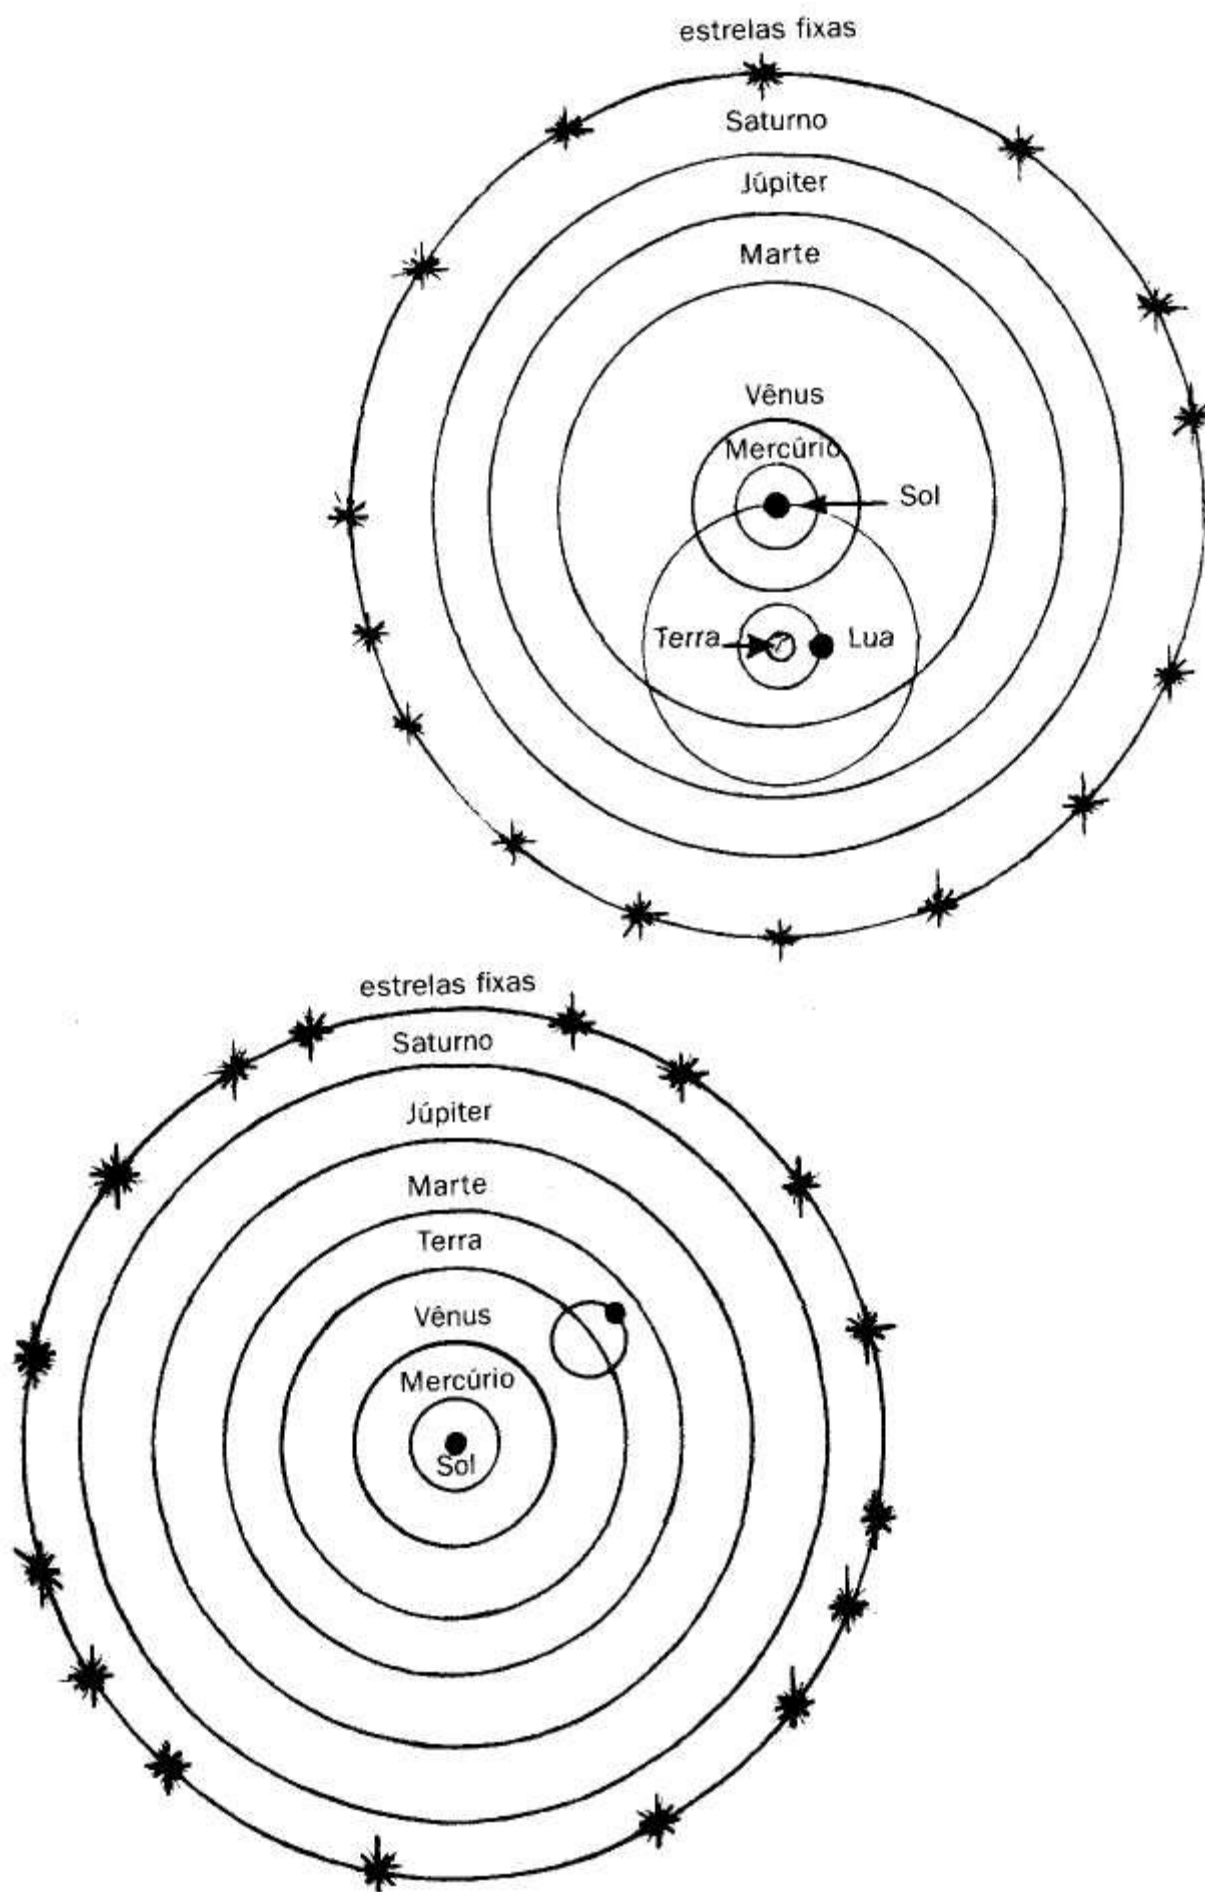 estrelas fixas
Saturno
Júpiter
Marte
Vênus
Mercúrio
Sol
Terra
Lua
estrelas fixas
Saturno
Júpiter
Marte
Terra
Vênus
Mercúrio
Sol